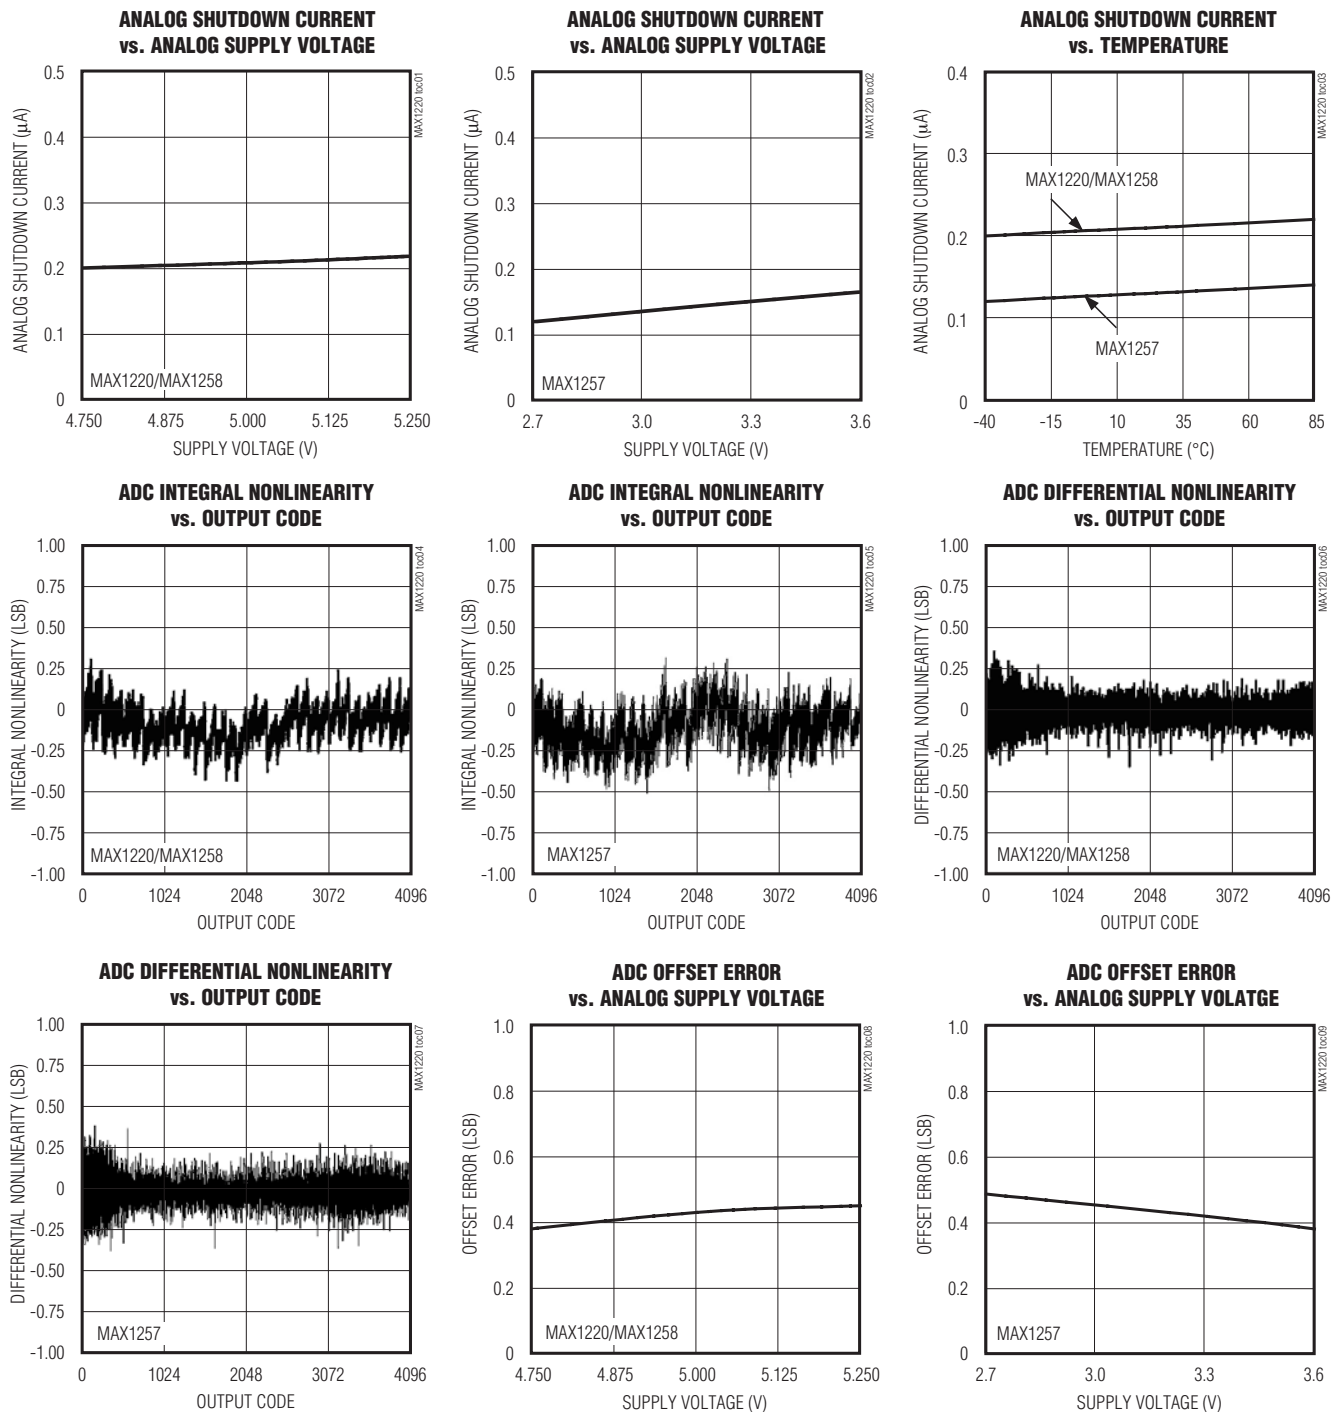 ANALOG SHUTDOWN CURRENT
vs. ANALOG SUPPLY VOLTAGE
0.5
0.4
0.3
0.2
0.1
0
ANALOG SHUTDOWN CURRENT (µA)
MAX1220 toc01
MAX1220/MAX1258
4.750 4.875 5.000 5.125 5.250
SUPPLY VOLTAGE (V)
ANALOG SHUTDOWN CURRENT
vs. ANALOG SUPPLY VOLTAGE
0.5
0.4
0.3
0.2
0.1
0
ANALOG SHUTDOWN CURRENT (µA)
MAX1220 toc02
MAX1257
2.7 3.0 3.3 3.6
SUPPLY VOLTAGE (V)
ANALOG SHUTDOWN CURRENT
vs. TEMPERATURE
0.4
0.3
0.2
0.1
0
ANALOG SHUTDOWN CURRENT (µA)
MAX1220 toc03
MAX1220/MAX1258
MAX1257
-40 -15 10 35 60 85
TEMPERATURE (°C)
ADC INTEGRAL NONLINEARITY
vs. OUTPUT CODE
1.00
0.75
0.50
0.25
0
-0.25
-0.50
-0.75
-1.00
INTEGRAL NONLINEARITY (LSB)
MAX1220 toc04
MAX1220/MAX1258
0 1024 2048 3072 4096
OUTPUT CODE
ADC INTEGRAL NONLINEARITY
vs. OUTPUT CODE
1.00
0.75
0.50
0.25
0
-0.25
-0.50
-0.75
-1.00
INTEGRAL NONLINEARITY (LSB)
MAX1220 toc05
MAX1257
0 1024 2048 3072 4096
OUTPUT CODE
ADC DIFFERENTIAL NONLINEARITY
vs. OUTPUT CODE
1.00
0.75
0.50
0.25
0
-0.25
-0.50
-0.75
-1.00
DIFFERENTIAL NONLINEARITY (LSB)
MAX1220 toc06
MAX1220/MAX1258
0 1024 2048 3072 4096
OUTPUT CODE
ADC DIFFERENTIAL NONLINEARITY
vs. OUTPUT CODE
1.00
0.75
0.50
0.25
0
-0.25
-0.50
-0.75
-1.00
DIFFERENTIAL NONLINEARITY (LSB)
MAX1220 toc07
MAX1257
0 1024 2048 3072 4096
OUTPUT CODE
ADC OFFSET ERROR
vs. ANALOG SUPPLY VOLTAGE
1.0
0.8
0.6
0.4
0.2
0
OFFSET ERROR (LSB)
MAX1220 toc08
MAX1220/MAX1258
4.750 4.875 5.000 5.125 5.250
SUPPLY VOLTAGE (V)
ADC OFFSET ERROR
vs. ANALOG SUPPLY VOLATGE
1.0
0.8
0.6
0.4
0.2
0
OFFSET ERROR (LSB)
MAX1220 toc09
MAX1257
2.7 3.0 3.3 3.6
SUPPLY VOLTAGE (V)